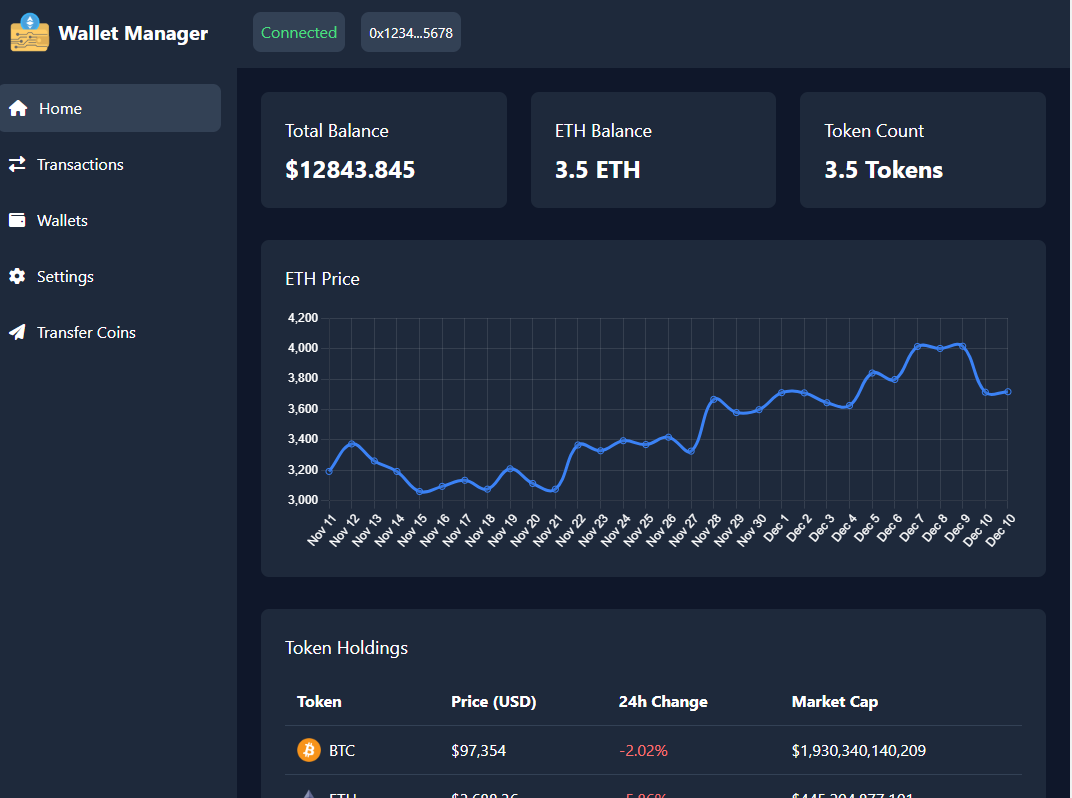 Wallet Manager
Connected
0x1234...5678
Home
Transactions
Wallets
Settings
Transfer Coins
Total Balance
$12843.845
ETH Balance
3.5 ETH
Token Count
3.5 Tokens
ETH Price
4,200
4,000
3,800
3,600
3,400
3,200
3,000
Nov 11 Nov 12 Nov 13 Nov 14 Nov 15 Nov 16 Nov 17 Nov 18 Nov 19 Nov 20 Nov 21 Nov 22 Nov 23 Nov 24 Nov 25 Nov 26 Nov 27 Nov 28 Nov 29 Nov 30 Dec 1 Dec 2 Dec 3 Dec 4 Dec 5 Dec 6 Dec 7 Dec 8 Dec 9 Dec 10 Dec 10
Token Holdings
Token Price (USD) 24h Change Market Cap
BTC $97,354 -2.02% $1,930,340,140,209
ETH